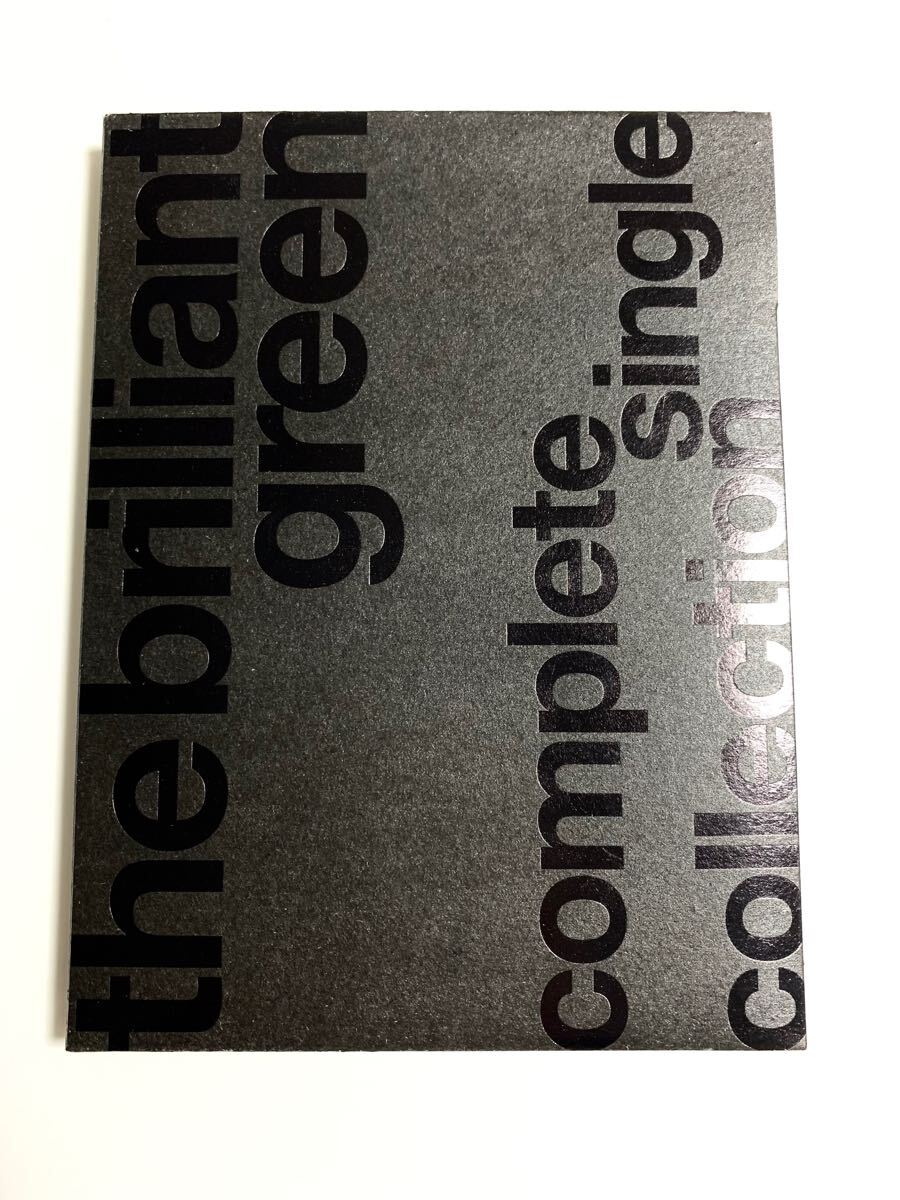 the brilliant
green
complete
single
collection